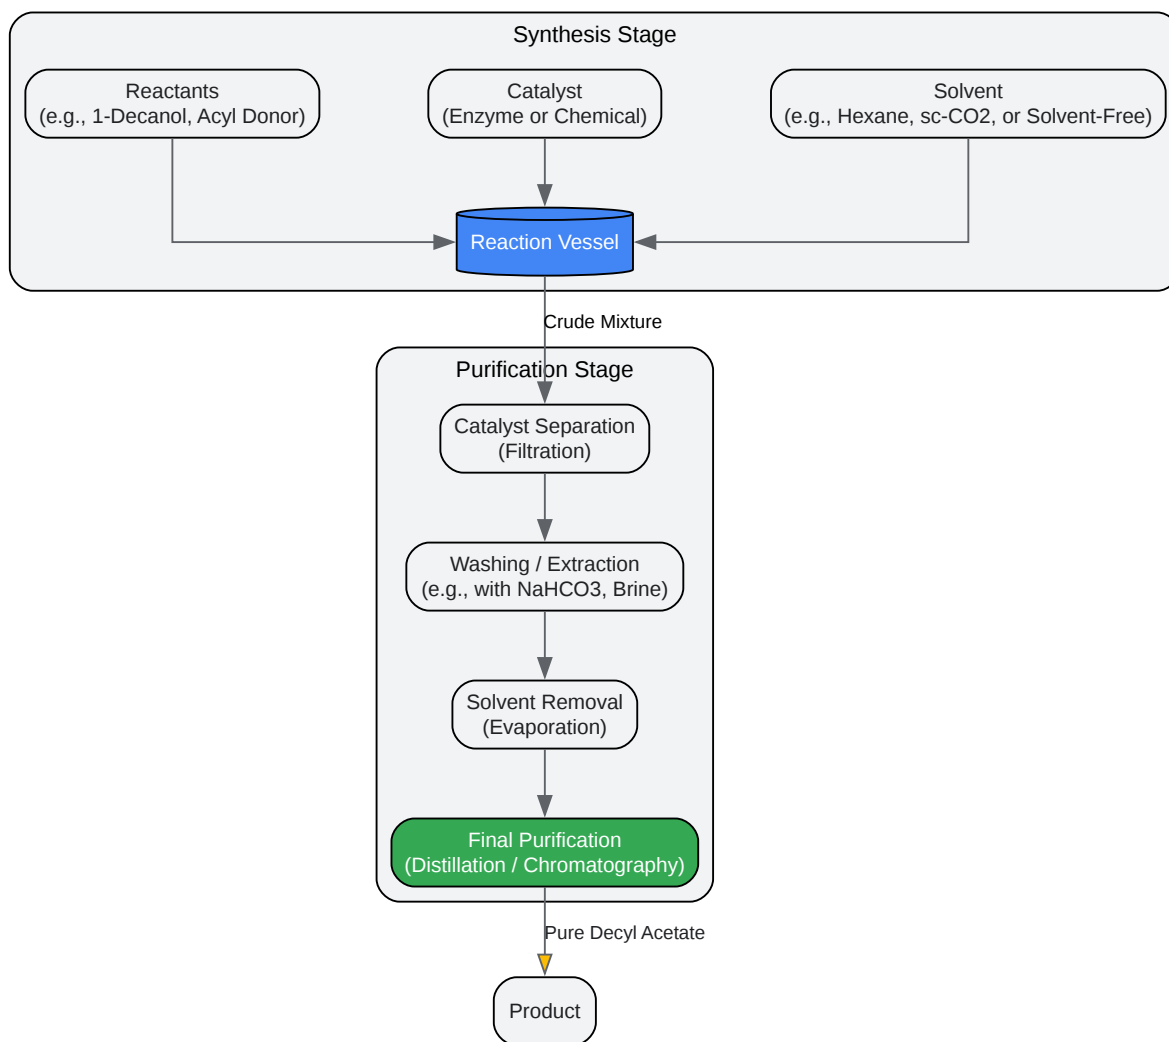 Synthesis Stage
Reactants
(e.g., 1-Decanol, Acyl Donor)
Catalyst
(Enzyme or Chemical)
Solvent
(e.g., Hexane, sc-CO2, or Solvent-Free)
Reaction Vessel
Crude Mixture
Purification Stage
Catalyst Separation
(Filtration)
Washing / Extraction
(e.g., with NaHCO3, Brine)
Solvent Removal
(Evaporation)
Final Purification
(Distillation / Chromatography)
Pure Decyl Acetate
Product